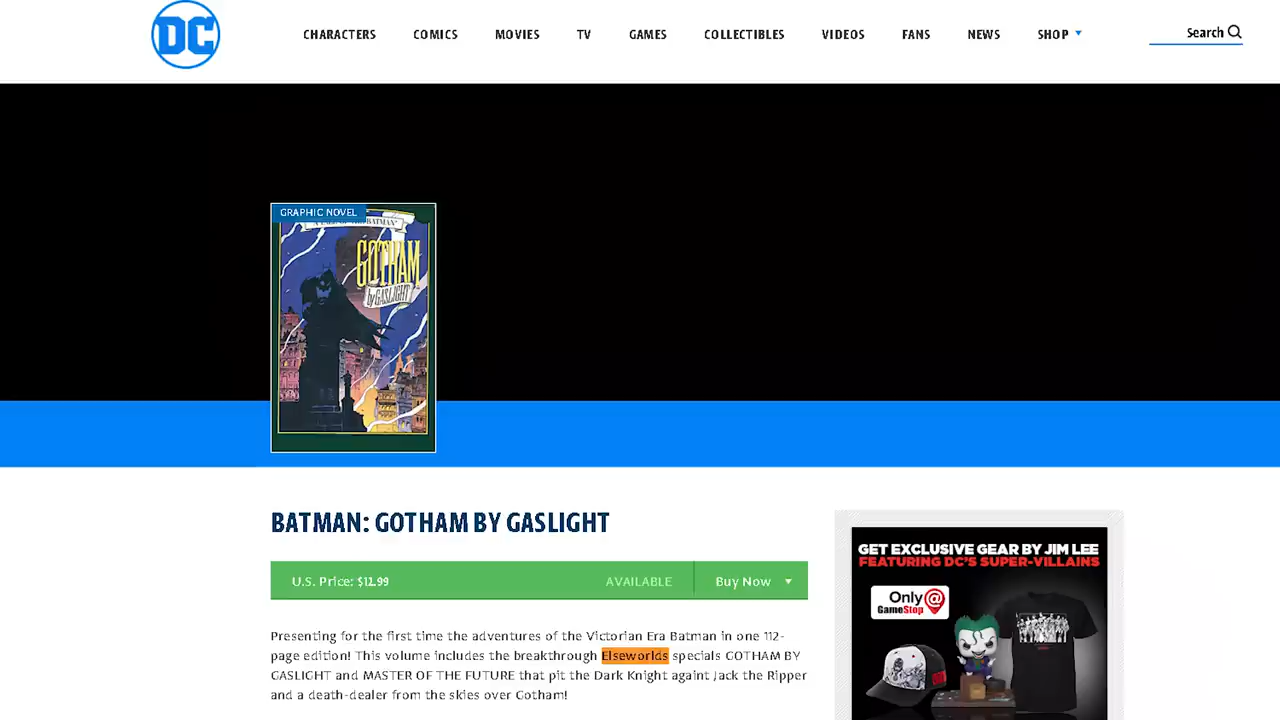 DC
CHARACTERS COMICS MOVIES TV GAMES COLLECTIBLES VIDEOS FANS NEWS SHOP Search
GRAPHIC NOVEL
GOTHAM
by GASLIGHT
BATMAN: GOTHAM BY GASLIGHT
U.S. Price: $12.99 AVAILABLE Buy Now
Presenting for the first time the adventures of the Victorian Era Batman in one 112-
page edition! This volume includes the breakthrough Elseworlds specials GOTHAM BY
GASLIGHT and MASTER OF THE FUTURE that pit the Dark Knight againt Jack the Ripper
and a death-dealer from the skies over Gotham!
GET EXCLUSIVE GEAR BY JIM LEE
FEATURING DC'S SUPER-VILLAINS
Only @
GameStop